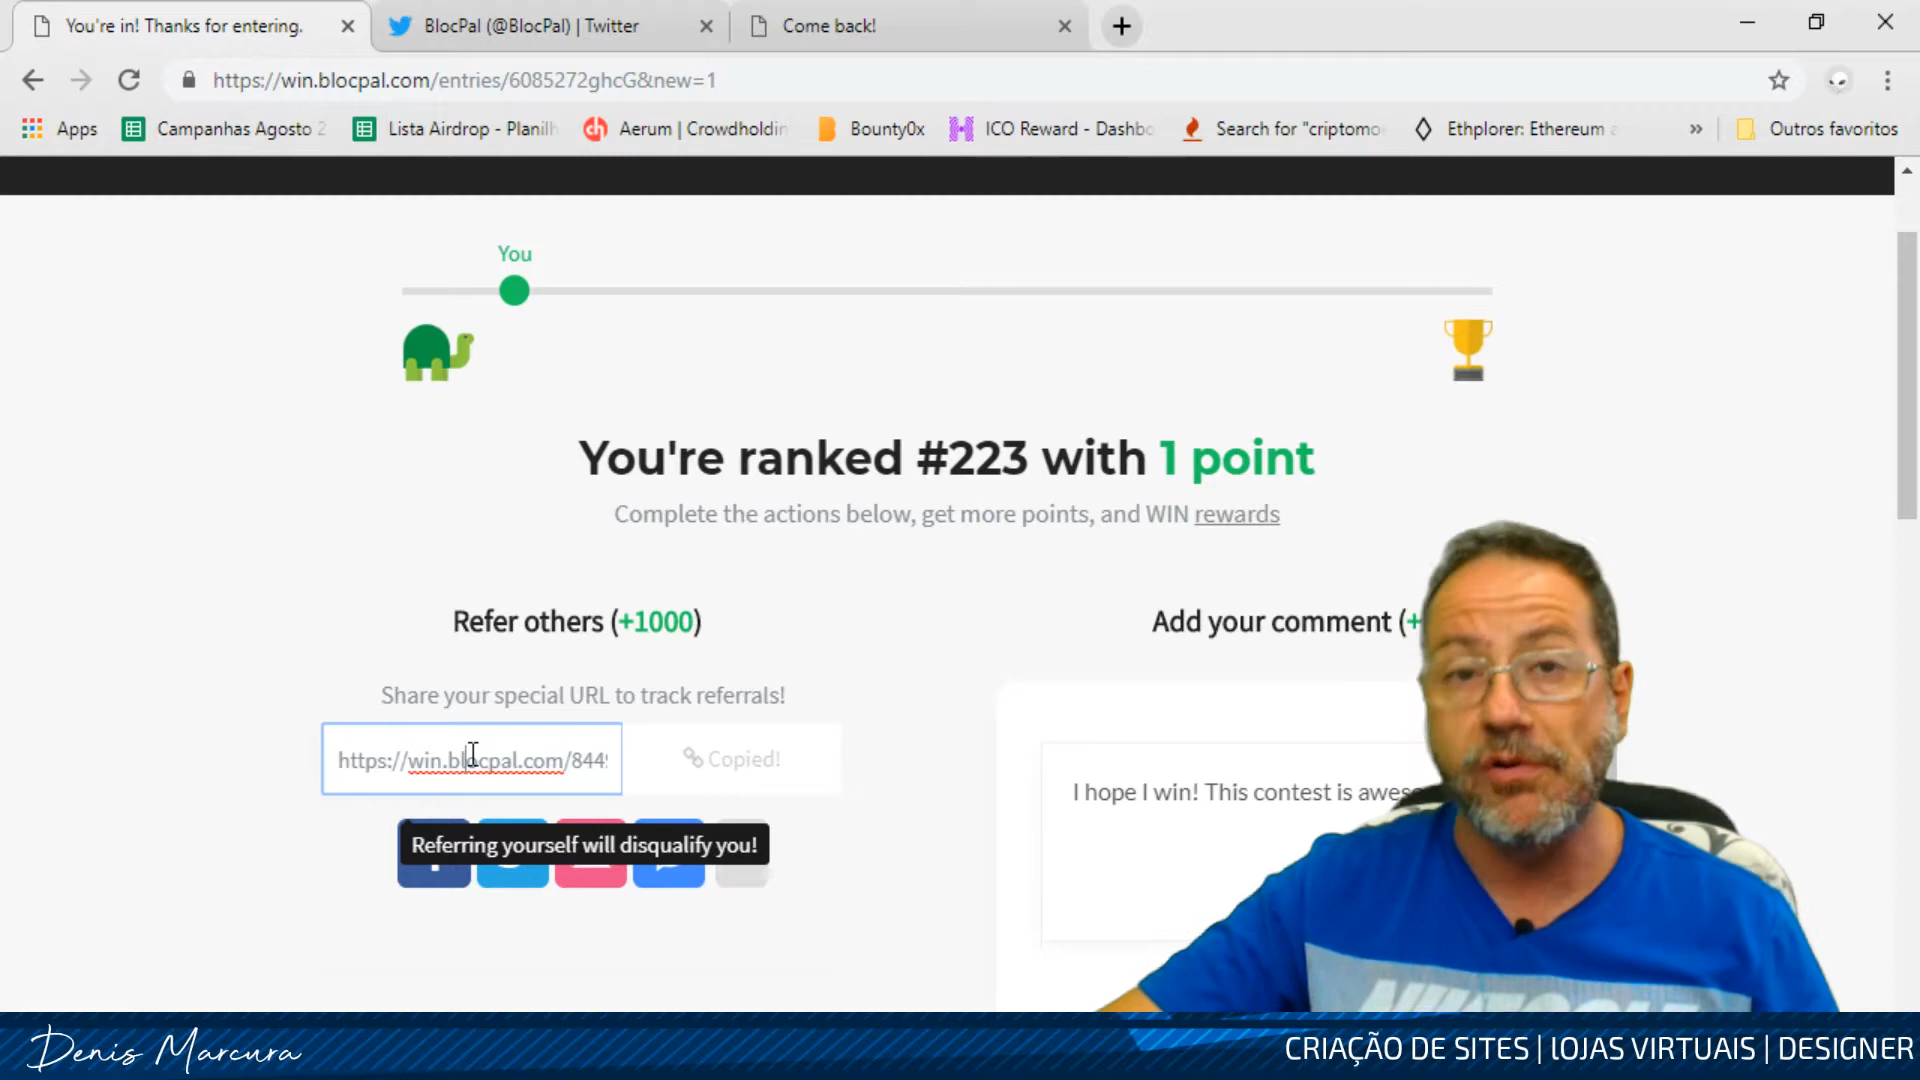 You're in! Thanks for entering.
BlocPal (@BlocPal) | Twitter
Come back!
https://win.blocpal.com/entries/6085272ghcG&new=1
Apps
Campanhas Agosto 2
Lista Airdrop - Planilh
Aerum | Crowdholdin
Bounty0x
ICO Reward - Dashbo
Search for "criptomo
Ethplorer: Ethereum a
»
Outros favoritos
You
You're ranked #223 with 1 point
Complete the actions below, get more points, and WIN rewards
Refer others (+1000)
Add your comment (+
Share your special URL to track referrals!
https://win.blocpal.com/844
Copied!
I hope I win! This contest is awes
Referring yourself will disqualify you!
Denis Marcura
CRIAÇÃO DE SITES | LOJAS VIRTUAIS | DESIGNER